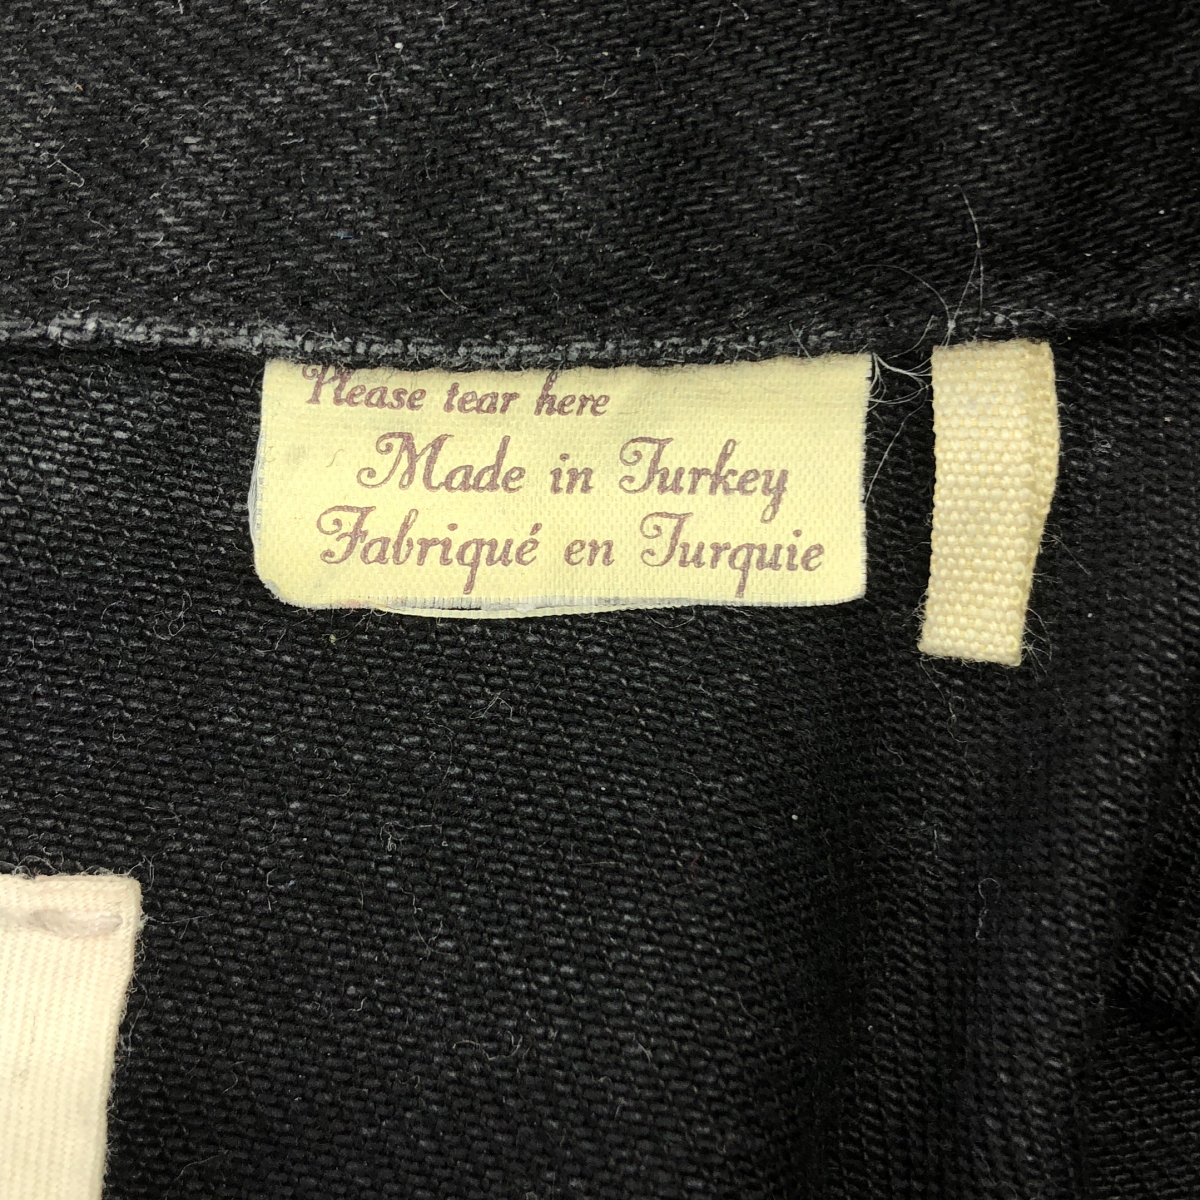 Please tear here
Made in Turkey
Fabriqué en Turquie